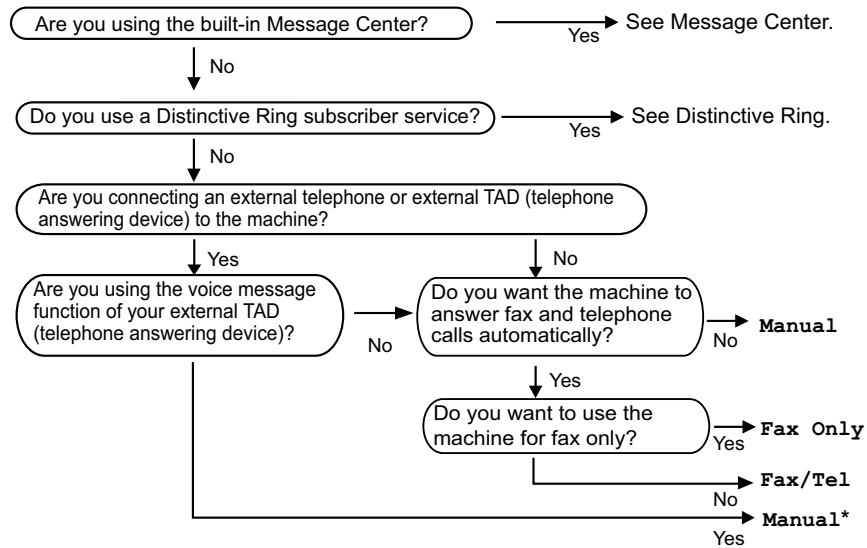 Are you using the built-in Message Center?
Yes
See Message Center.
No
Do you use a Distinctive Ring subscriber service?
Yes
See Distinctive Ring.
No
Are you connecting an external telephone or external TAD (telephone
answering device) to the machine?
Yes
No
Are you using the voice message
function of your external TAD
(telephone answering device)?
No
Do you want the machine to
answer fax and telephone
calls automatically?
No
Manual
Yes
Do you want to use the
machine for fax only?
Yes
Fax Only
No
Fax/Tel
Yes
Manual*